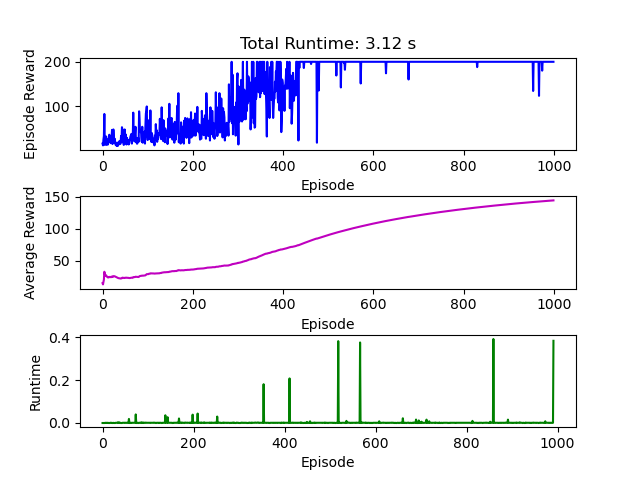 Total Runtime: 3.12 s
Episode Reward
200
100
0 200 400 600 800 1000
Episode
Average Reward
150
100
50
0 200 400 600 800 1000
Episode
Runtime
0.4
0.2
0.0
0 200 400 600 800 1000
Episode